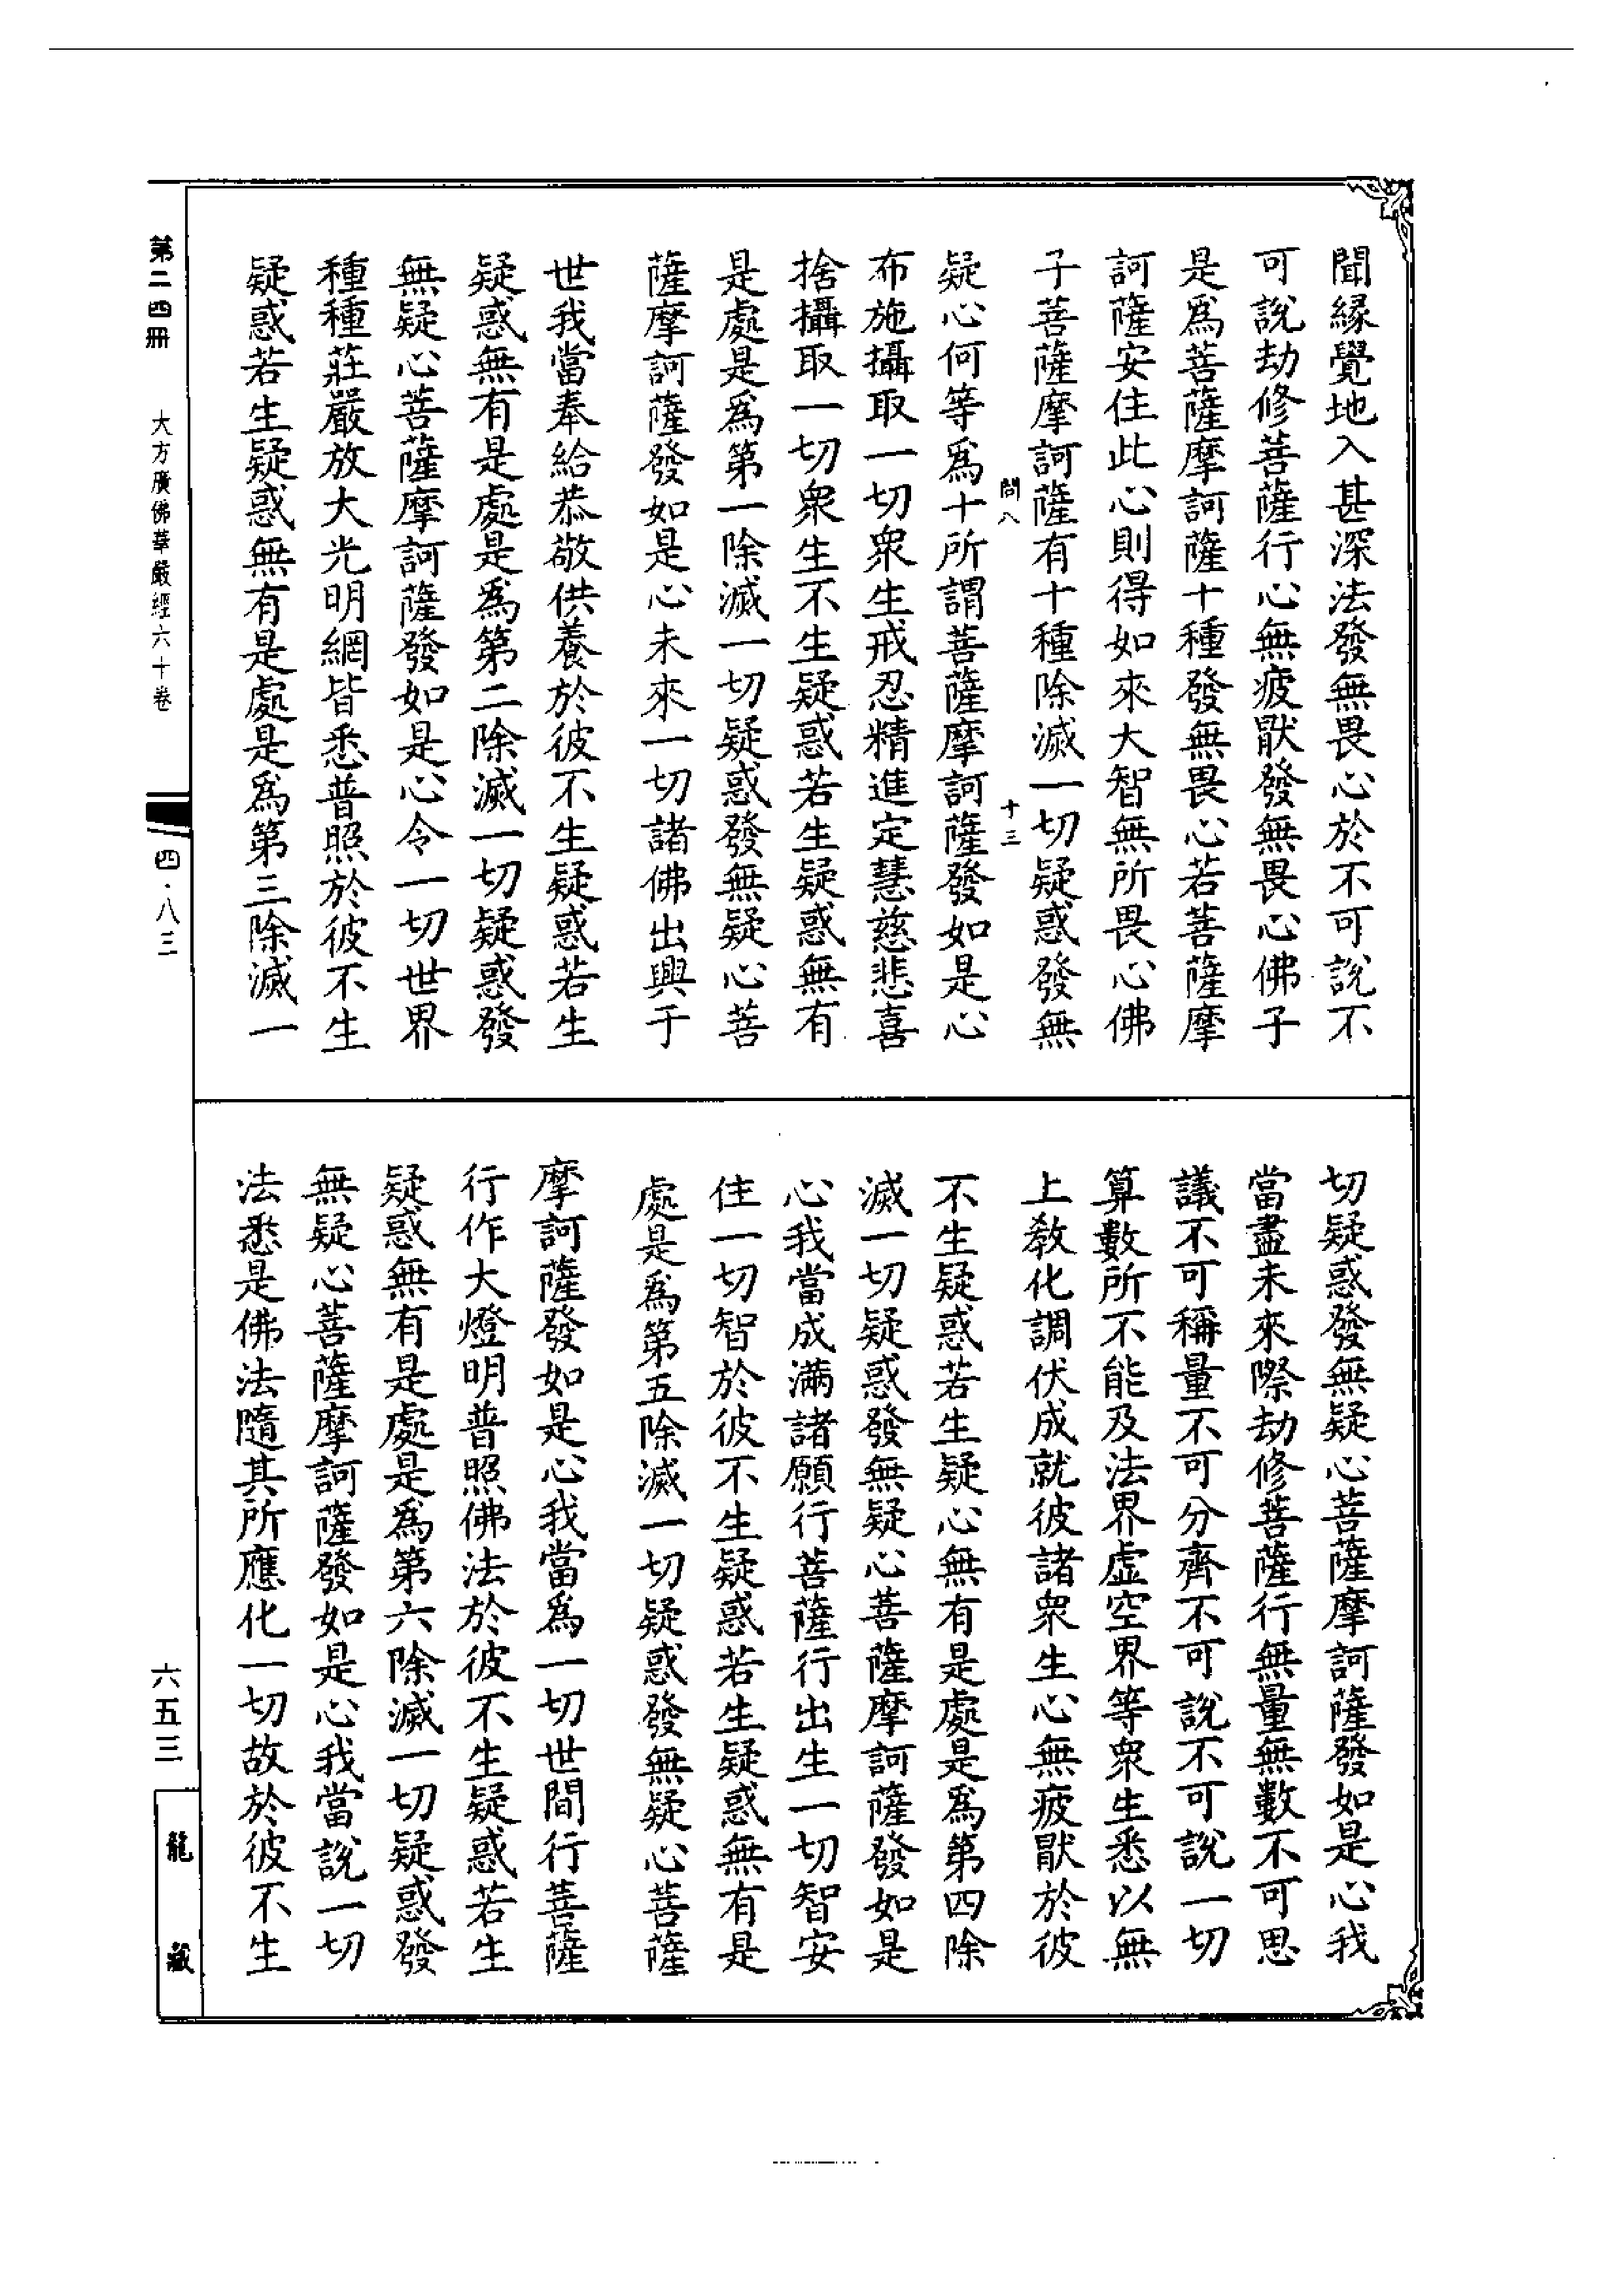 聞緣覺地入甚深法發無畏心於不可說不
可說劫修菩薩行心無疲猒發無畏心佛子
是爲菩薩摩訶薩十種發無畏心若菩薩摩
訶薩安住此心則得如來大智無所畏心佛
子菩薩摩訶薩有十種除滅一切疑惑發無
問八 十三
疑心何等爲十所謂菩薩摩訶薩發如是心
布施攝取一切衆生戒忍精進定慧慈悲喜
捨攝取一切衆生不生疑惑若生疑惑無有
是處是爲第一除滅一切疑惑發無疑心菩
薩摩訶薩發如是心未來一切諸佛出興于
世我當奉給恭敬供養於彼不生疑惑若生
疑惑無有是處是爲第二除滅一切疑惑發
無疑心菩薩摩訶薩發如是心令一切世界
種種莊嚴放大光明網皆悉普照於彼不生
疑惑若生疑惑無有是處是爲第三除滅一
切疑惑發無疑心菩薩摩訶薩發如是心我
當盡未來際劫修菩薩行無量無數不可思
議不可稱量不可分齊不可說不可說一切
算數所不能及法界虛空界等衆生悉以無
上教化調伏成就彼諸衆生心無疲猒於彼
不生疑惑若生疑心無有是處是爲第四除
滅一切疑惑發無疑心菩薩摩訶薩發如是
心我當成滿諸願行菩薩行出生一切智安
住一切智於彼不生疑惑若生疑惑無有是
處是爲第五除滅一切疑惑發無疑心菩薩
摩訶薩發如是心我當爲一切世間行菩薩
行作大燈明普照佛法於彼不生疑惑若生
疑惑無有是處是爲第六除滅一切疑惑發
無疑心菩薩摩訶薩發如是心我當說一切
法悉是佛法隨其所應化一切故於彼不生
第二四冊 大方廣佛華嚴經六十卷 四·八三 六五三 龍藏